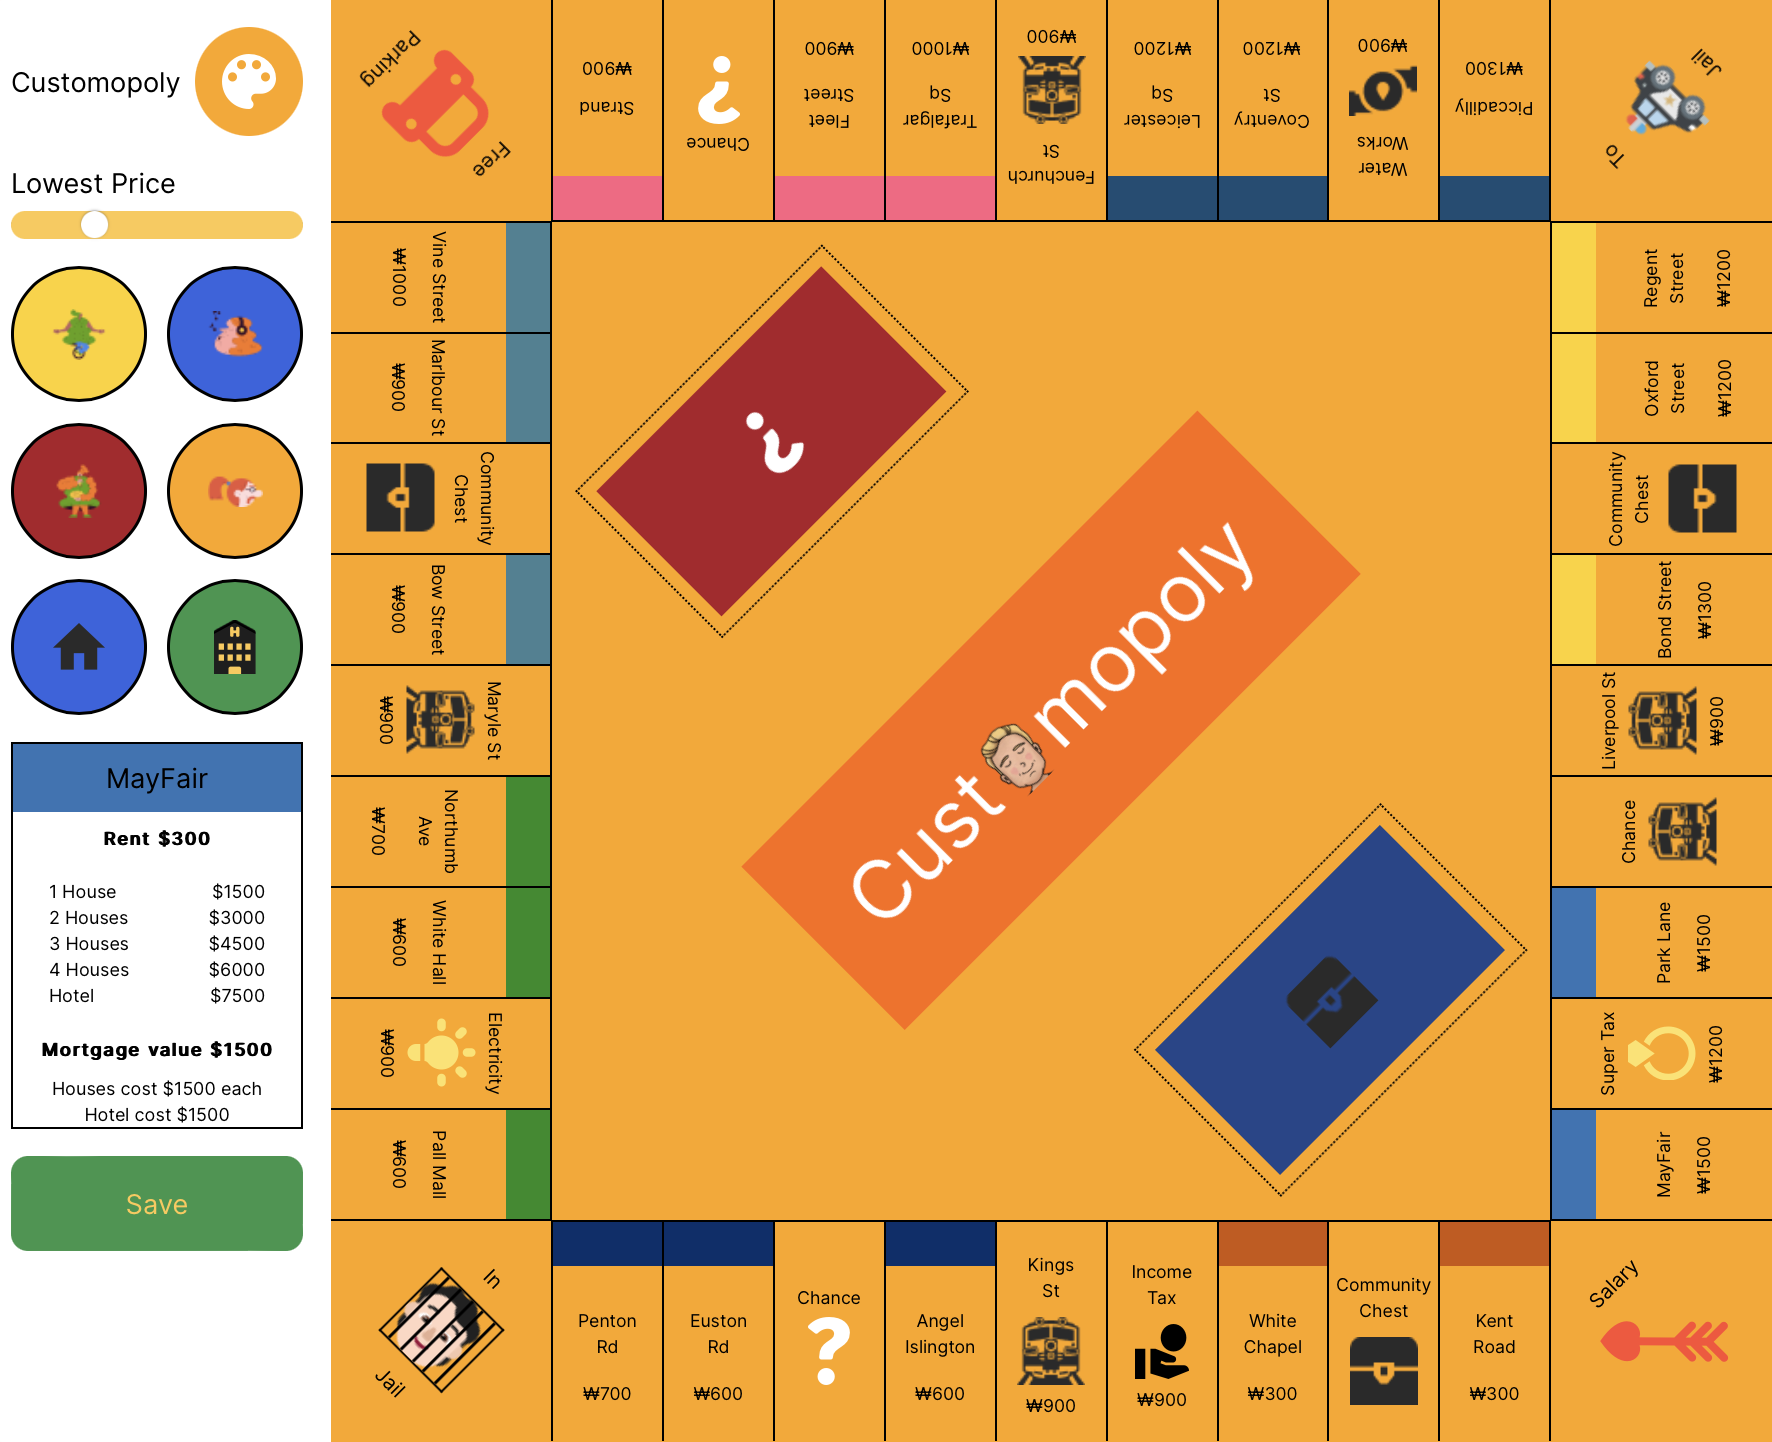 Customopoly
Lowest Price
MayFair
Rent $300
1 House $1500
2 Houses $3000
3 Houses $4500
4 Houses $6000
Hotel $7500
Mortgage value $1500
Houses cost $1500 each
Hotel cost $1500
Save
Free
Parking
Strand
₩900
Chance
Fleet
Street
₩900
Trafalgar
Sq
₩1000
Fenchurch
St
₩900
Leicester
Sq
₩1200
Coventry
St
₩1200
Water
Works
₩900
Piccadilly
₩1300
To
Jail
Vine Street
₩1000
Marlbour St
₩900
Community
Chest
Bow Street
₩900
Maryle St
₩900
Northumb
Ave
₩700
White Hall
₩600
Electricity
₩900
Pall Mall
₩600
Cust mopoly
Regent
Street
₩1200
Oxford
Street
₩1200
Community
Chest
Bond Street
₩1300
Liverpool St
₩900
Chance
Park Lane
₩1500
Super Tax
₩1200
MayFair
₩1500
In
Jail
Penton
Rd
₩700
Euston
Rd
₩600
Chance
Angel
Islington
₩600
Kings
St
₩900
Income
Tax
₩900
White
Chapel
₩300
Community
Chest
Kent
Road
₩300
Salary